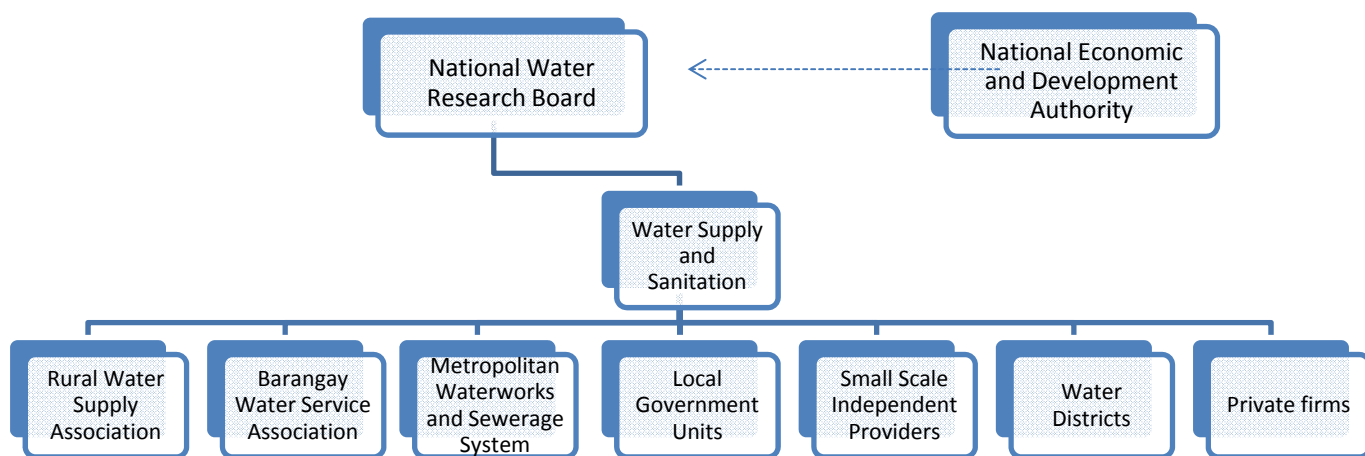 National Water
Research Board
National Economic
and Development
Authority
Water Supply
and
Sanitation
Rural Water
Supply
Association
Barangay
Water Service
Association
Metropolitan
Waterworks
and Sewerage
System
Local
Government
Units
Small Scale
Independent
Providers
Water
Districts
Private firms